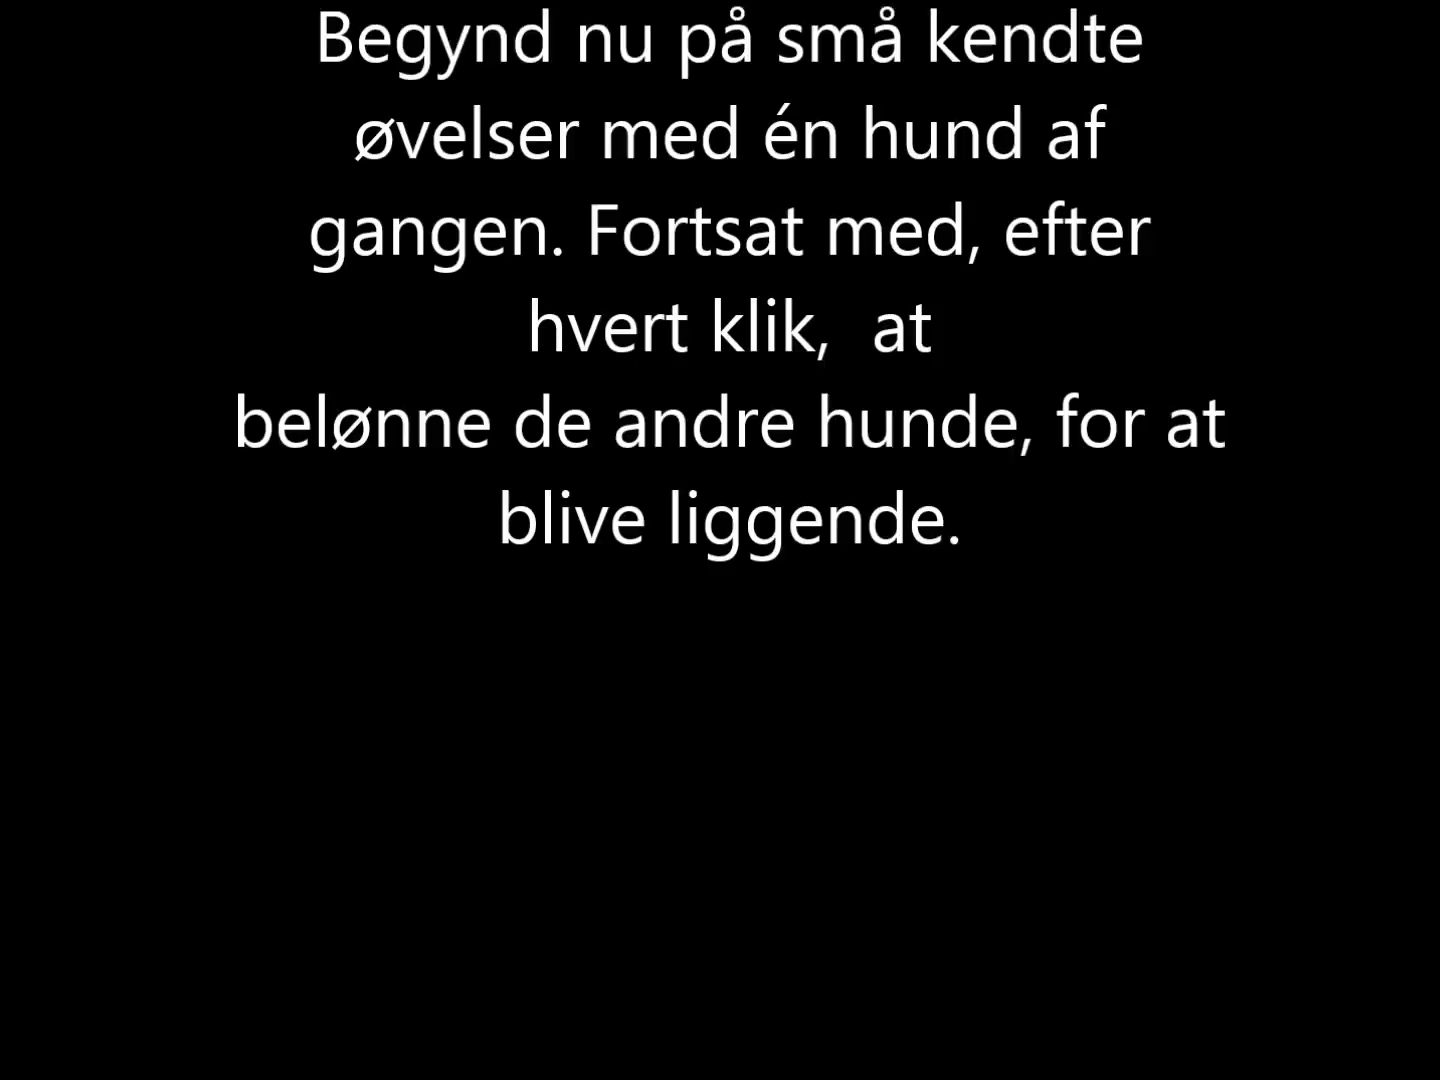 Begynd nu på små kendte
øvelser med én hund af
gangen. Fortsat med, efter
hvert klik,  at
belønne de andre hunde, for at
blive liggende.